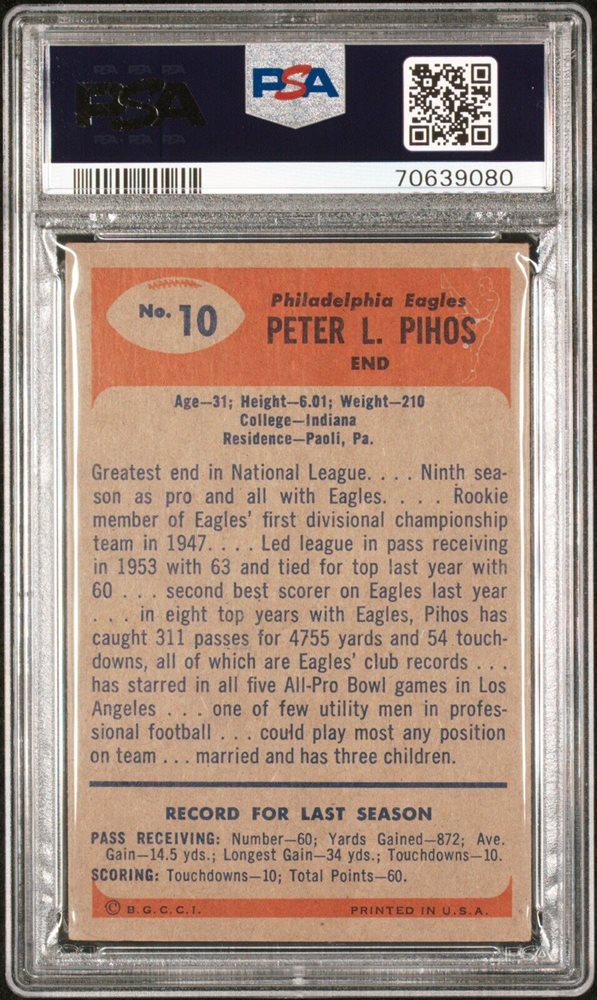 PSA
PSA
70639080
No. 10
Philadelphia Eagles
PETER L. PIHOS
END
Age—31; Height—6.01; Weight—210
College—Indiana
Residence—Paoli, Pa.
Greatest end in National League. . . . Ninth sea-
son as pro and all with Eagles. . . . Rookie
member of Eagles' first divisional championship
team in 1947. . . . Led league in pass receiving
in 1953 with 63 and tied for top last year with
60 . . . second best scorer on Eagles last year
. . . in eight top years with Eagles, Pihos has
caught 311 passes for 4755 yards and 54 touch-
downs, all of which are Eagles' club records . . .
has starred in all five All-Pro Bowl games in Los
Angeles . . . one of few utility men in profes-
sional football . . . could play most any position
on team . . . married and has three children.
RECORD FOR LAST SEASON
PASS RECEIVING: Number—60; Yards Gained—872; Ave.
Gain—14.5 yds.; Longest Gain—34 yds.; Touchdowns—10.
SCORING: Touchdowns—10; Total Points—60.
© B.G.C.C.I. PRINTED IN U.S.A.